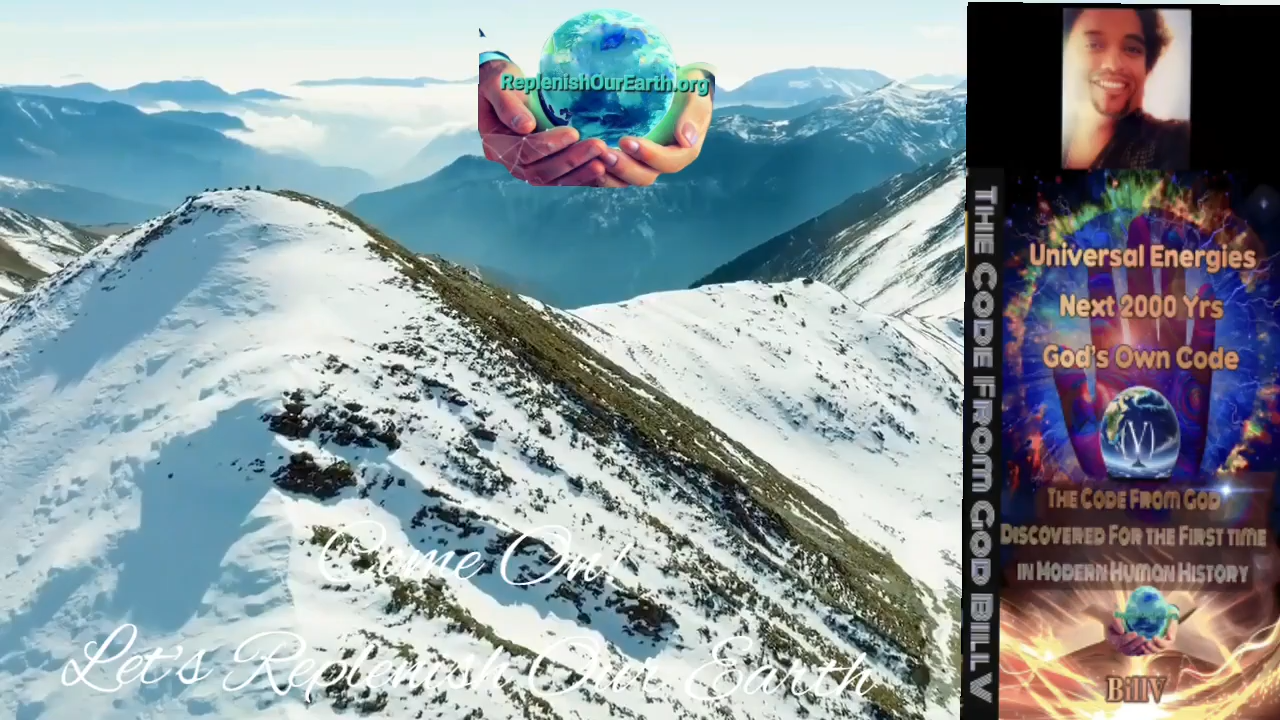 ReplenishOurEarth.org
Come On!
Let's Replenish Our Earth
THE CODE FROM GOD BILL V
Universal Energies
Next 2000 Yrs
God's Own Code
(V)
THE CODE FROM GOD
DISCOVERED FOR THE FIRST TIME
IN MODERN HUMAN HISTORY
BillV